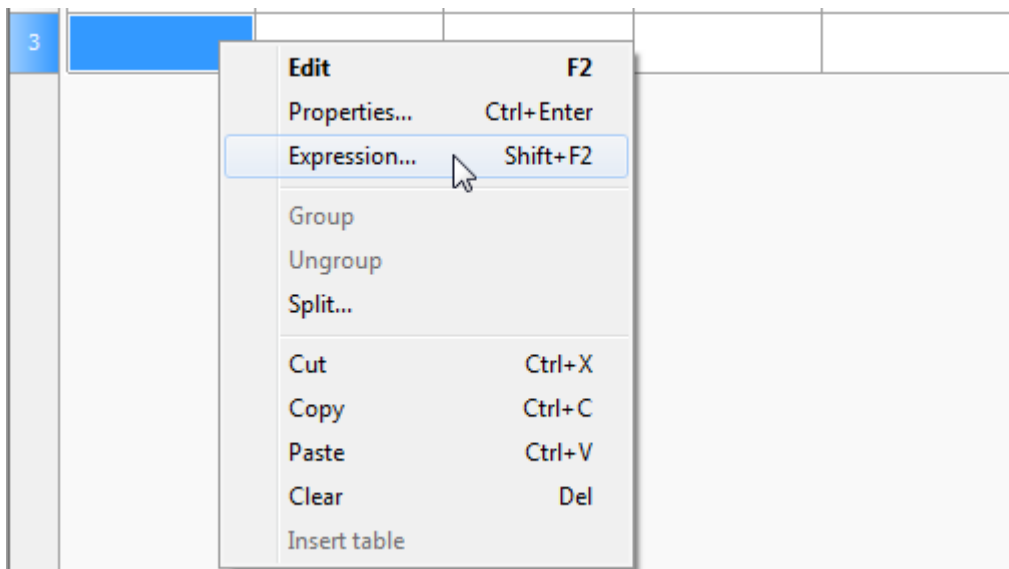 3
Edit F2
Properties... Ctrl+Enter
Expression... Shift+F2
Group
Ungroup
Split...
Cut Ctrl+X
Copy Ctrl+C
Paste Ctrl+V
Clear Del
Insert table